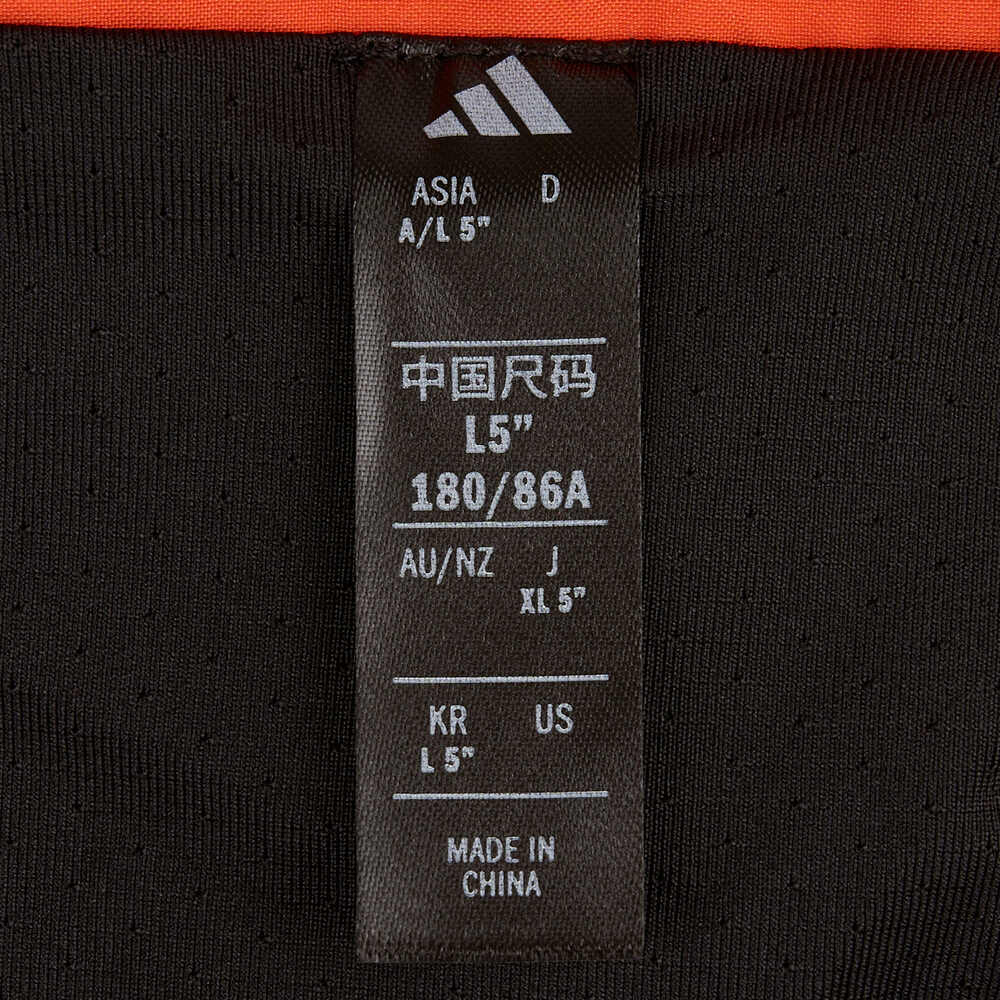 ASIA D
A/L 5"
中国尺码
L5"
180/86A
AU/NZ J
XL 5"
KR US
L 5"
MADE IN
CHINA